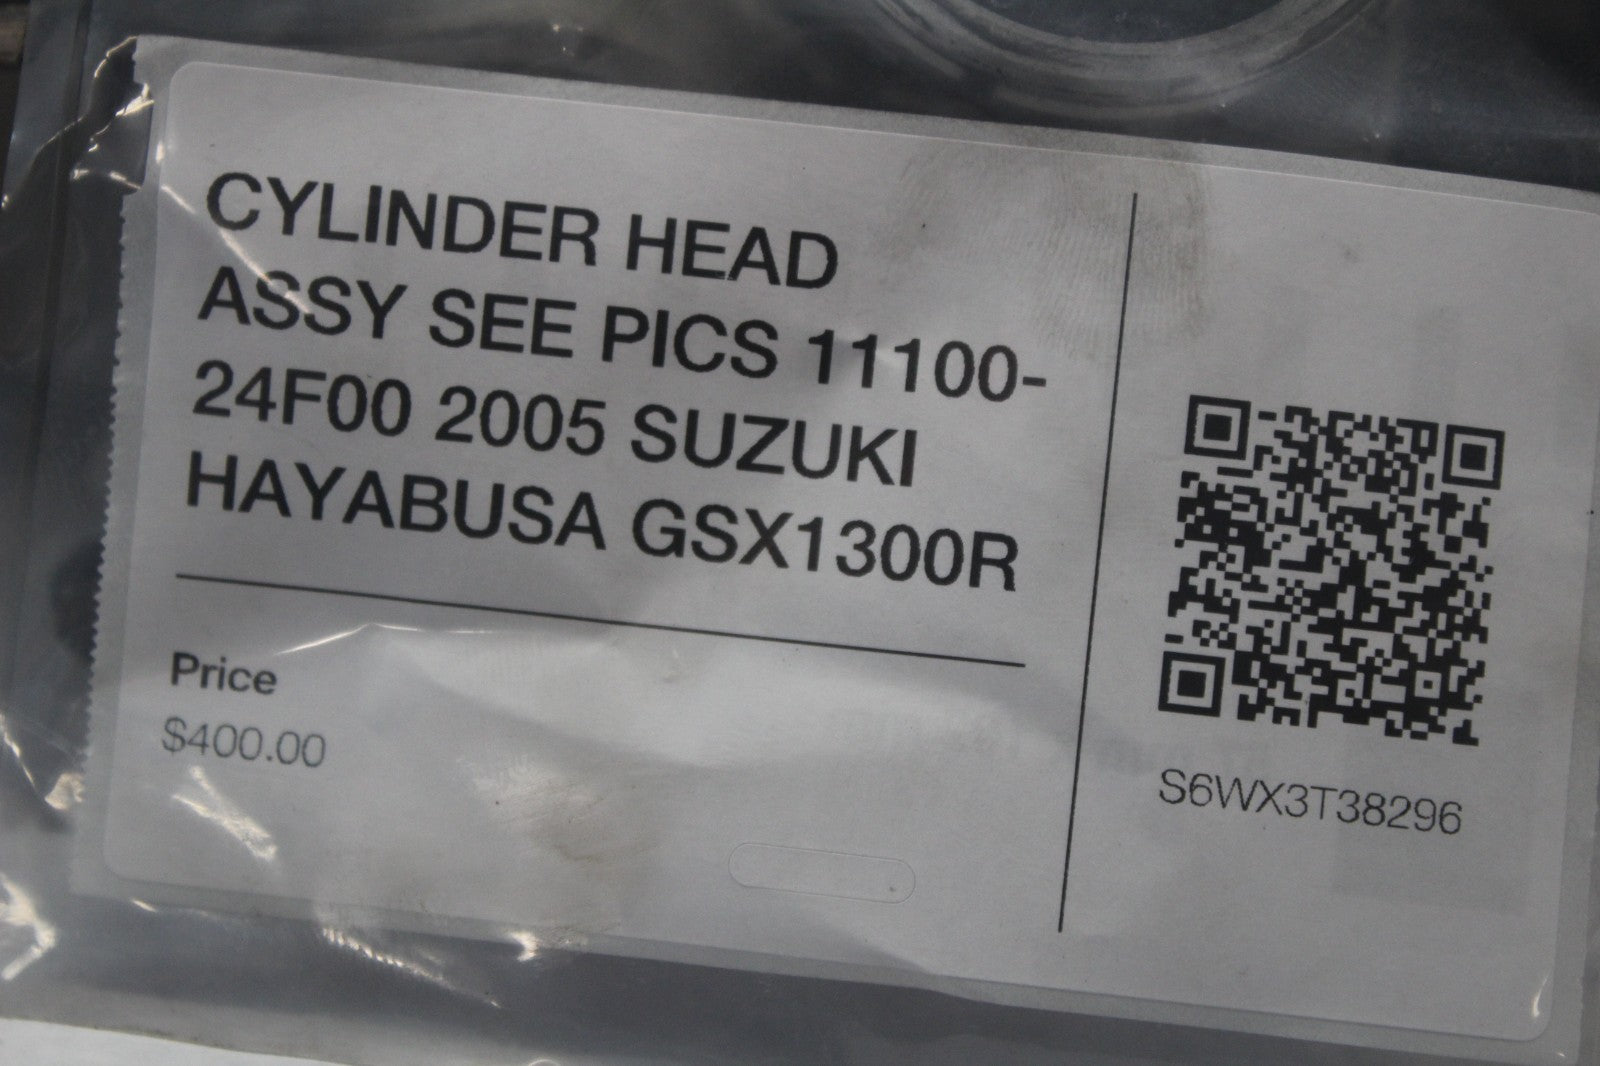 CYLINDER HEAD
ASSY SEE PICS 11100-
24F00 2005 SUZUKI
HAYABUSA GSX1300R
Price
$400.00
S6WX3T38296